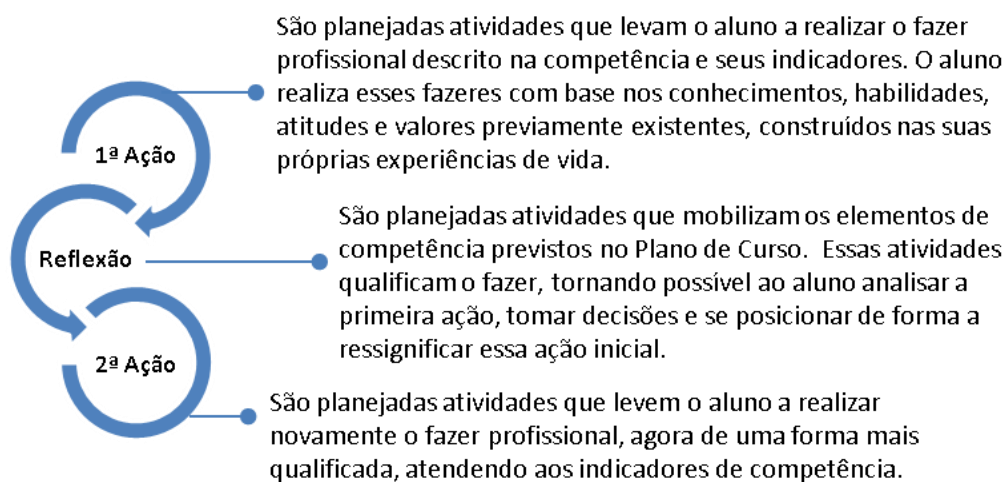 São planejadas atividades que levam o aluno a realizar o fazer
profissional descrito na competência e seus indicadores. O aluno
realiza esses fazeres com base nos conhecimentos, habilidades,
atitudes e valores previamente existentes, construídos nas suas
próprias experiências de vida.
1ª Ação
São planejadas atividades que mobilizam os elementos de
competência previstos no Plano de Curso. Essas atividades
qualificam o fazer, tornando possível ao aluno analisar a
primeira ação, tomar decisões e se posicionar de forma a
ressignificar essa ação inicial.
Reflexão
2ª Ação
São planejadas atividades que levem o aluno a realizar
novamente o fazer profissional, agora de uma forma mais
qualificada, atendendo aos indicadores de competência.